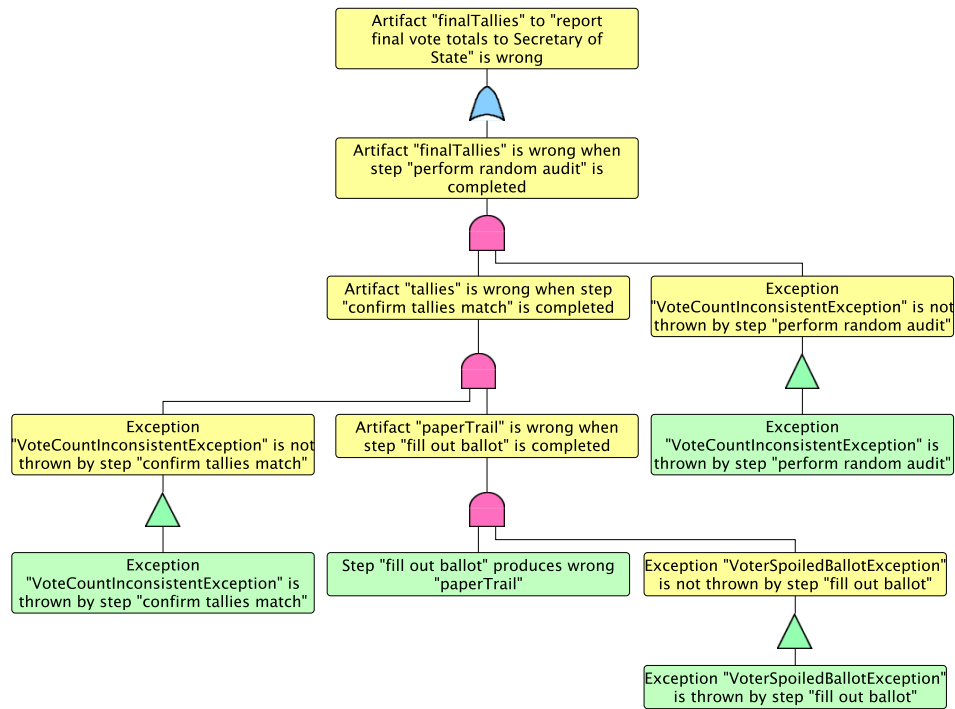 Artifact "finalTallies" to "report
final vote totals to Secretary of
State" is wrong
Artifact "finalTallies" is wrong when
step "perform random audit" is
completed
Artifact "tallies" is wrong when step
"confirm tallies match" is completed
Exception
"VoteCountInconsistentException" is not
thrown by step "perform random audit"
Exception
"VoteCountInconsistentException" is not
thrown by step "confirm tallies match"
Artifact "paperTrail" is wrong when
step "fill out ballot" is completed
Exception
"VoteCountInconsistentException" is
thrown by step "perform random audit"
Exception
"VoteCountInconsistentException" is
thrown by step "confirm tallies match"
Step "fill out ballot" produces wrong
"paperTrail"
Exception "VoterSpoiledBallotException"
is not thrown by step "fill out ballot"
Exception "VoterSpoiledBallotException"
is thrown by step "fill out ballot"